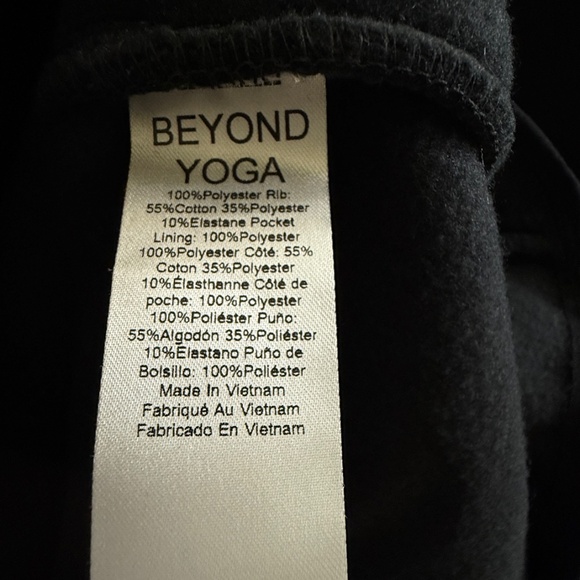 BEYOND
YOGA
100%Polyester Rib:
55%Cotton 35%Polyester
10%Elastane Pocket
Lining: 100%Polyester
100%Polyester Côté: 55%
Coton 35%Polyester
10%Élasthanne Côté de
poche: 100%Polyester
100%Poliéster Puño:
55%Algodón 35%Poliéster
10%Elastano Puño de
Bolsillo: 100%Poliéster
Made In Vietnam
Fabriqué Au Vietnam
Fabricado En Vietnam